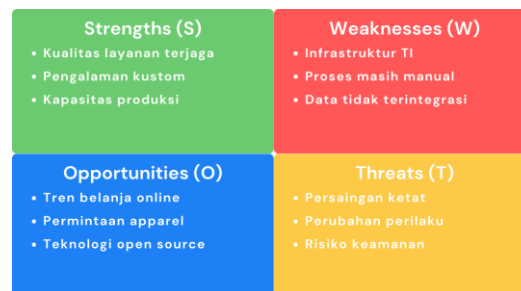 Strengths (S)
• Kualitas layanan terjaga
• Pengalaman kustom
• Kapasitas produksi
Weaknesses (W)
• Infrastruktur TI
• Proses masih manual
• Data tidak terintegrasi
Opportunities (O)
• Tren belanja online
• Permintaan apparel
• Teknologi open source
Threats (T)
• Persaingan ketat
• Perubahan perilaku
• Risiko keamanan